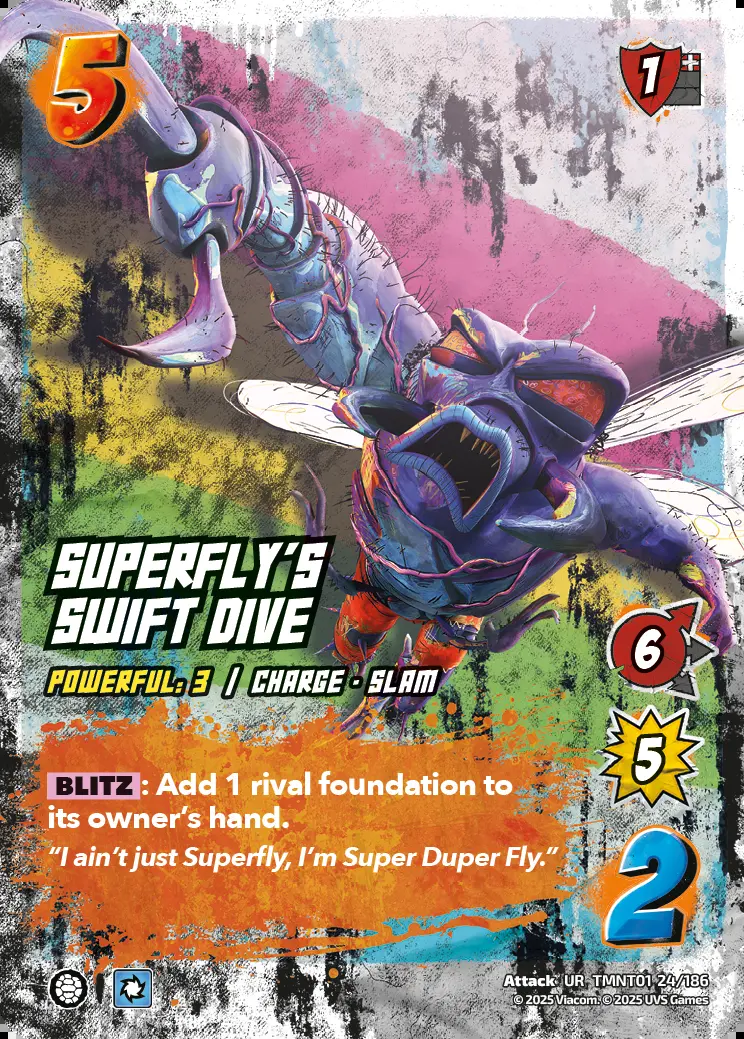 5
1
SUPERFLY'S
SWIFT DIVE
POWERFUL: 3 / CHARGE · SLAM
6
BLITZ : Add 1 rival foundation to
its owner's hand.
5
"I ain't just Superfly, I'm Super Duper Fly."
2
Attack UR TMNT01 24/186
© 2025 Viacom. © 2025 UVS Games